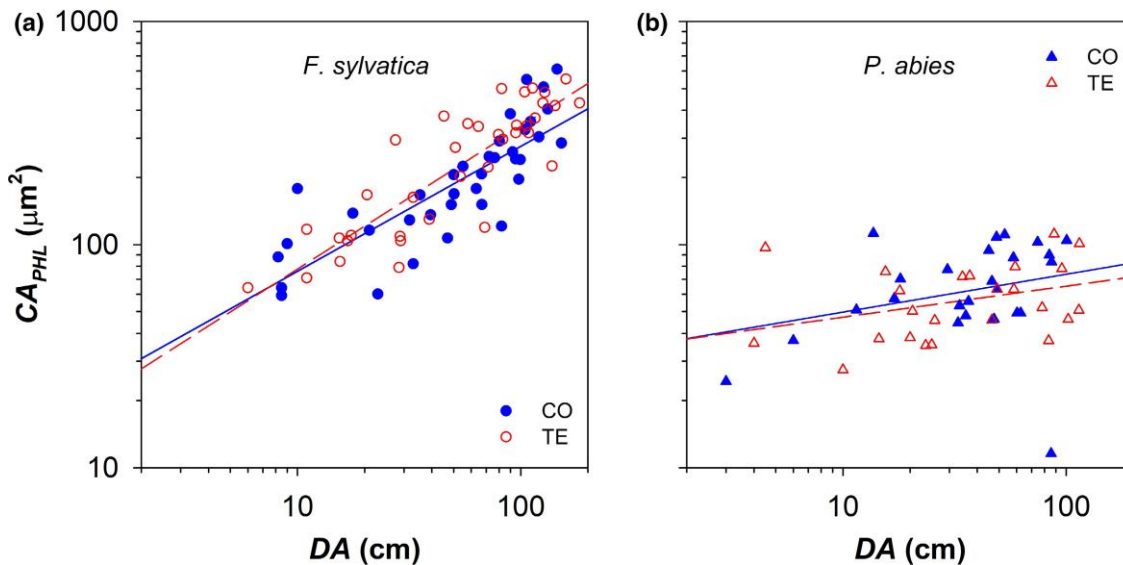 (a)
F. sylvatica
1000
100
10
CA_PHL (μm²)
CO
TE
10 100
DA (cm)
(b)
P. abies
CO
TE
10 100
DA (cm)